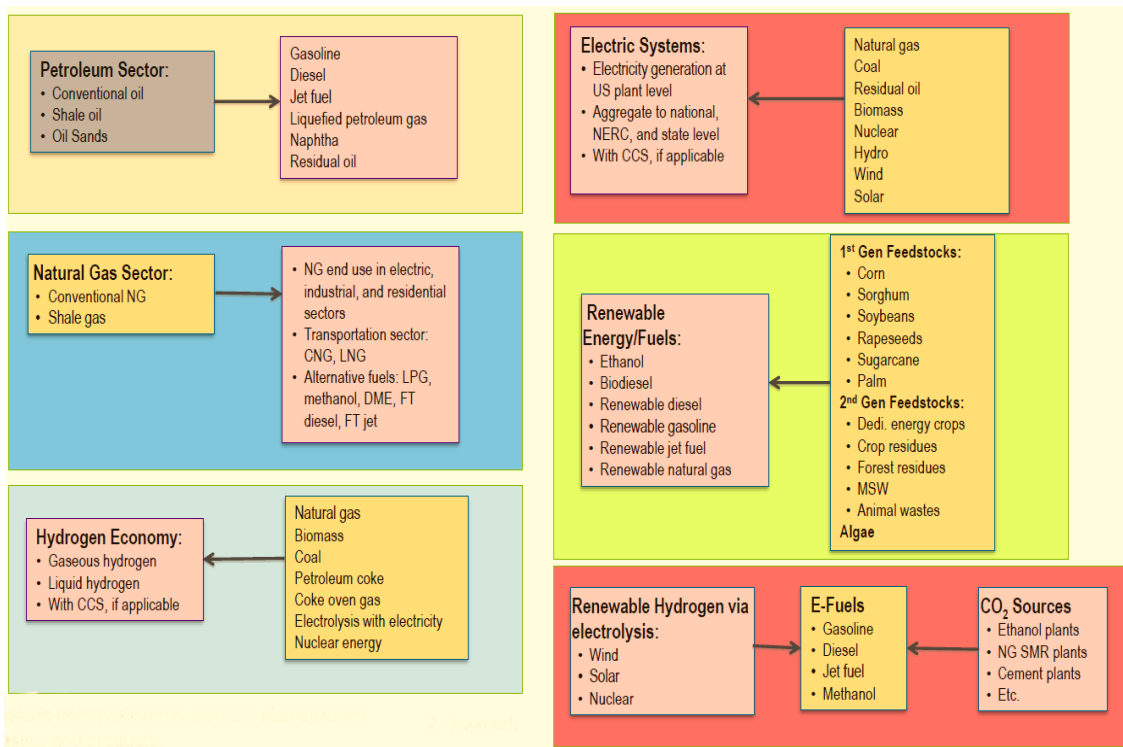 Petroleum Sector:
• Conventional oil
• Shale oil
• Oil Sands
Gasoline
Diesel
Jet fuel
Liquefied petroleum gas
Naphtha
Residual oil
Electric Systems:
• Electricity generation at
US plant level
• Aggregate to national,
NERC, and state level
• With CCS, if applicable
Natural gas
Coal
Residual oil
Biomass
Nuclear
Hydro
Wind
Solar
Natural Gas Sector:
• Conventional NG
• Shale gas
• NG end use in electric,
industrial, and residential
sectors
• Transportation sector:
CNG, LNG
• Alternative fuels: LPG,
methanol, DME, FT
diesel, FT jet
Renewable
Energy/Fuels:
• Ethanol
• Biodiesel
• Renewable diesel
• Renewable gasoline
• Renewable jet fuel
• Renewable natural gas
1st Gen Feedstocks:
• Corn
• Sorghum
• Soybeans
• Rapeseeds
• Sugarcane
• Palm
2nd Gen Feedstocks:
• Dedi. energy crops
• Crop residues
• Forest residues
• MSW
• Animal wastes
Algae
Hydrogen Economy:
• Gaseous hydrogen
• Liquid hydrogen
• With CCS, if applicable
Natural gas
Biomass
Coal
Petroleum coke
Coke oven gas
Electrolysis with electricity
Nuclear energy
Renewable Hydrogen via
electrolysis:
• Wind
• Solar
• Nuclear
E-Fuels
• Gasoline
• Diesel
• Jet fuel
• Methanol
CO2 Sources
• Ethanol plants
• NG SMR plants
• Cement plants
• Etc.